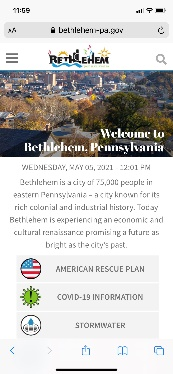 11:59
AA bethlehem-pa.gov
BETHLEHEM
Welcome to
Bethlehem, Pennsylvania
WEDNESDAY, MAY 05, 2021 - 12:01 PM
Bethlehem is a city of 75,000 people in
eastern Pennsylvania – a city known for its
rich colonial and industrial history. Today
Bethlehem is experiencing an economic and
cultural renaissance promising a future as
bright as the city's past.
AMERICAN RESCUE PLAN
COVID-19 INFORMATION
STORMWATER